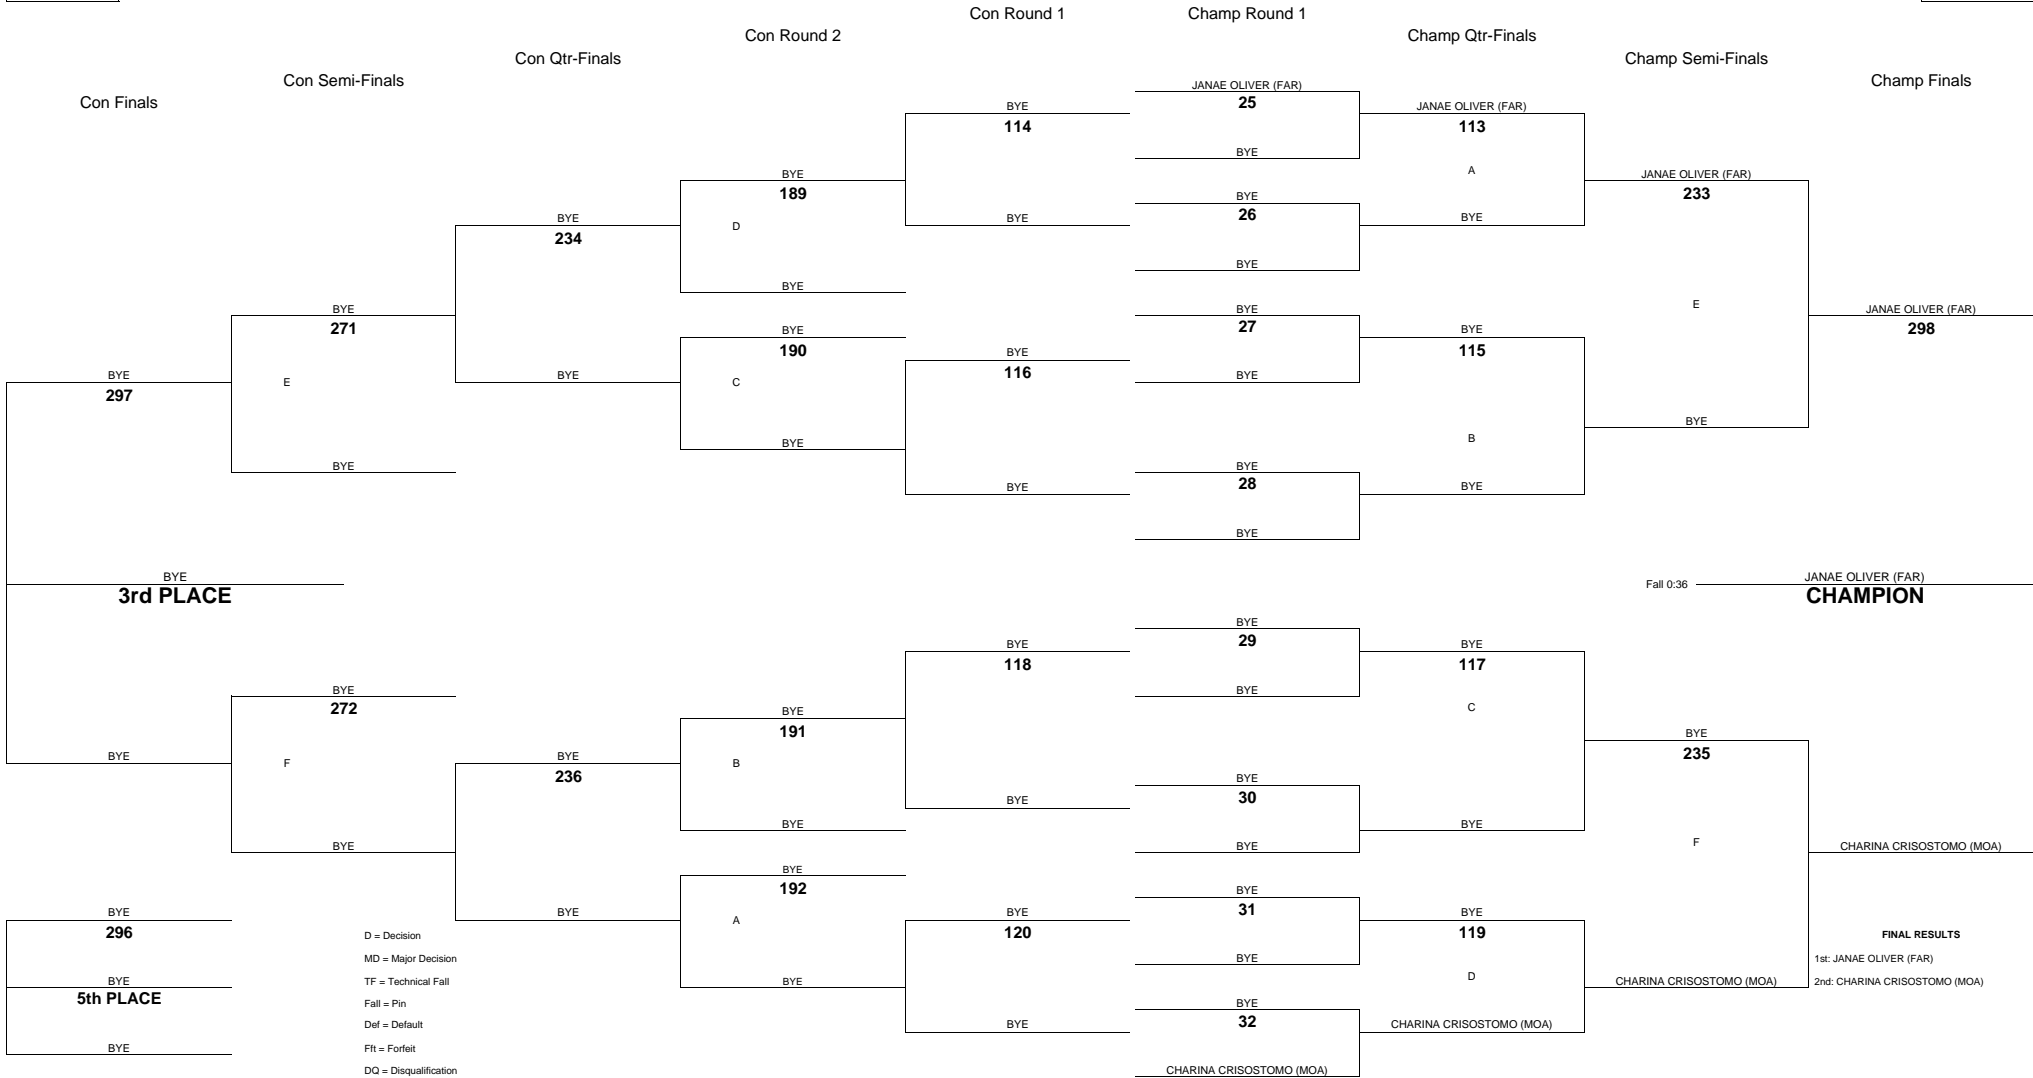 Con Round 1
Champ Round 1
Con Round 2
Champ Qtr-Finals
Con Qtr-Finals
Champ Semi-Finals
Con Semi-Finals
Champ Finals
Con Finals
JANAE OLIVER (FAR)
25
BYE
114
JANAE OLIVER (FAR)
113
BYE
A
BYE
189
JANAE OLIVER (FAR)
233
BYE
26
BYE
234
D
BYE
BYE
BYE
BYE
E
BYE
271
BYE
27
JANAE OLIVER (FAR)
298
BYE
190
BYE
115
BYE
116
BYE
297
E
BYE
C
BYE
BYE
B
BYE
BYE
BYE
28
BYE
BYE
BYE
BYE
3rd PLACE
Fall 0:36
JANAE OLIVER (FAR)
CHAMPION
BYE
29
BYE
118
BYE
117
BYE
272
BYE
C
BYE
191
BYE
235
BYE
F
BYE
236
B
BYE
30
BYE
BYE
BYE
BYE
BYE
F
CHARINA CRISOSTOMO (MOA)
BYE
192
BYE
31
BYE
296
BYE
A
BYE
120
BYE
119
D = Decision
FINAL RESULTS
MD = Major Decision
BYE
1st: JANAE OLIVER (FAR)
BYE
5th PLACE
TF = Technical Fall
BYE
D
CHARINA CRISOSTOMO (MOA)
2nd: CHARINA CRISOSTOMO (MOA)
Fall = Pin
BYE
32
Def = Default
BYE
CHARINA CRISOSTOMO (MOA)
BYE
Fft = Forfeit
DQ = Disqualification
CHARINA CRISOSTOMO (MOA)